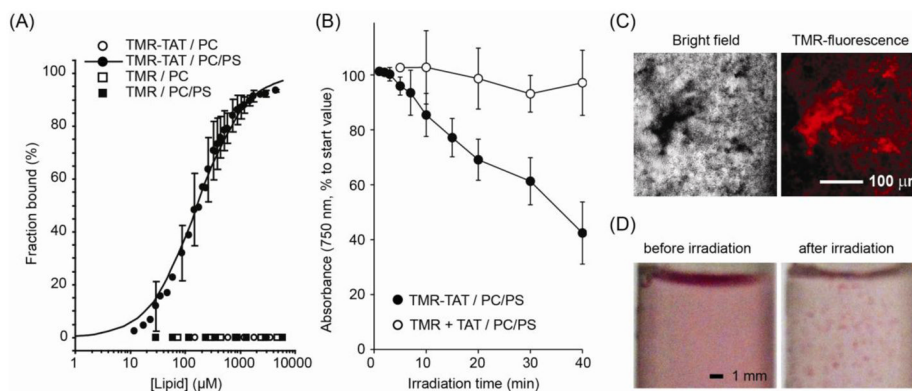 (A)
TMR-TAT / PC
TMR-TAT / PC/PS
TMR / PC
TMR / PC/PS
100
80
60
40
20
0
Fraction bound (%)
1 10 100 1000 10000
[Lipid] (µM)
(B)
120
100
80
60
40
20
0
Absorbance (750 nm, % to start value)
TMR-TAT / PC/PS
TMR + TAT / PC/PS
0 10 20 30 40
Irradiation time (min)
(C)
Bright field TMR-fluorescence
100 µm
(D)
before irradiation after irradiation
1 mm